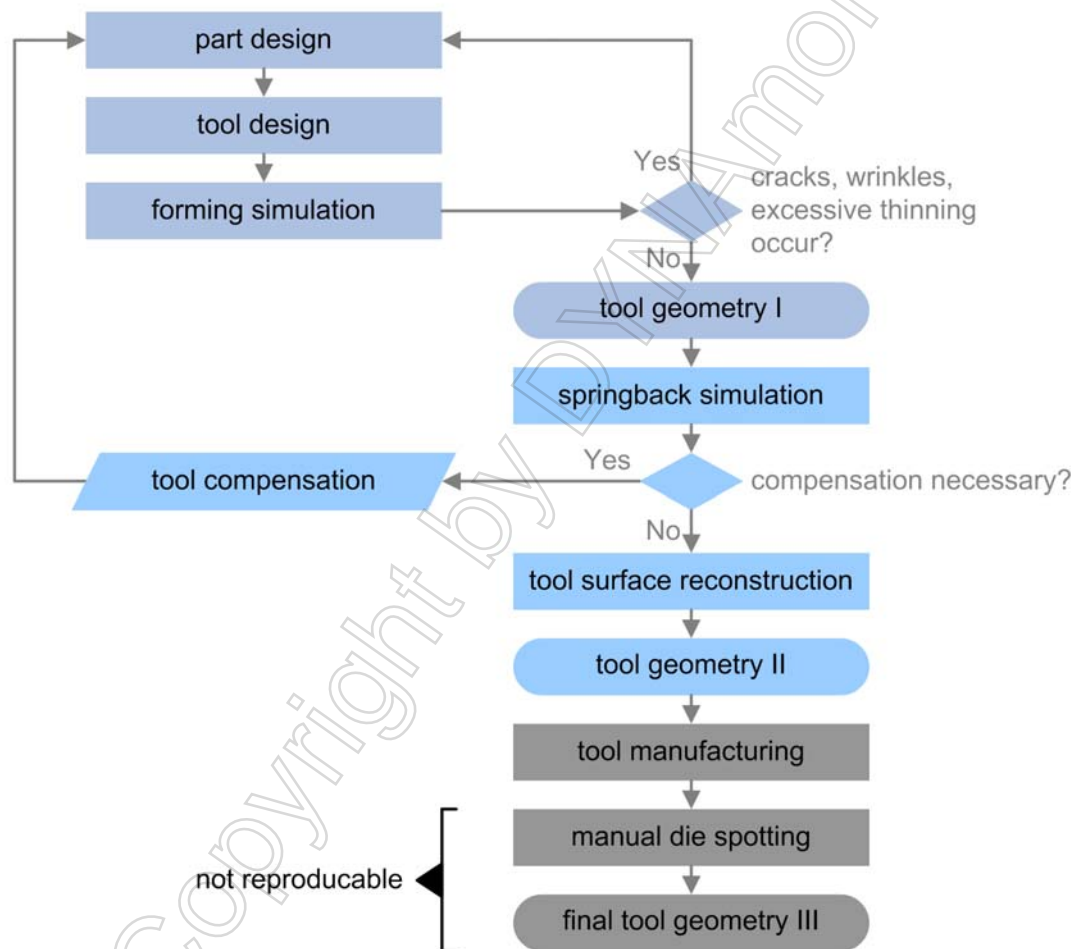 part design
tool design
forming simulation
Yes
cracks, wrinkles,
excessive thinning
occur?
No
tool geometry I
springback simulation
Yes
tool compensation
compensation necessary?
No
tool surface reconstruction
tool geometry II
tool manufacturing
manual die spotting
not reproducable
final tool geometry III
Copyright by DYNAmore